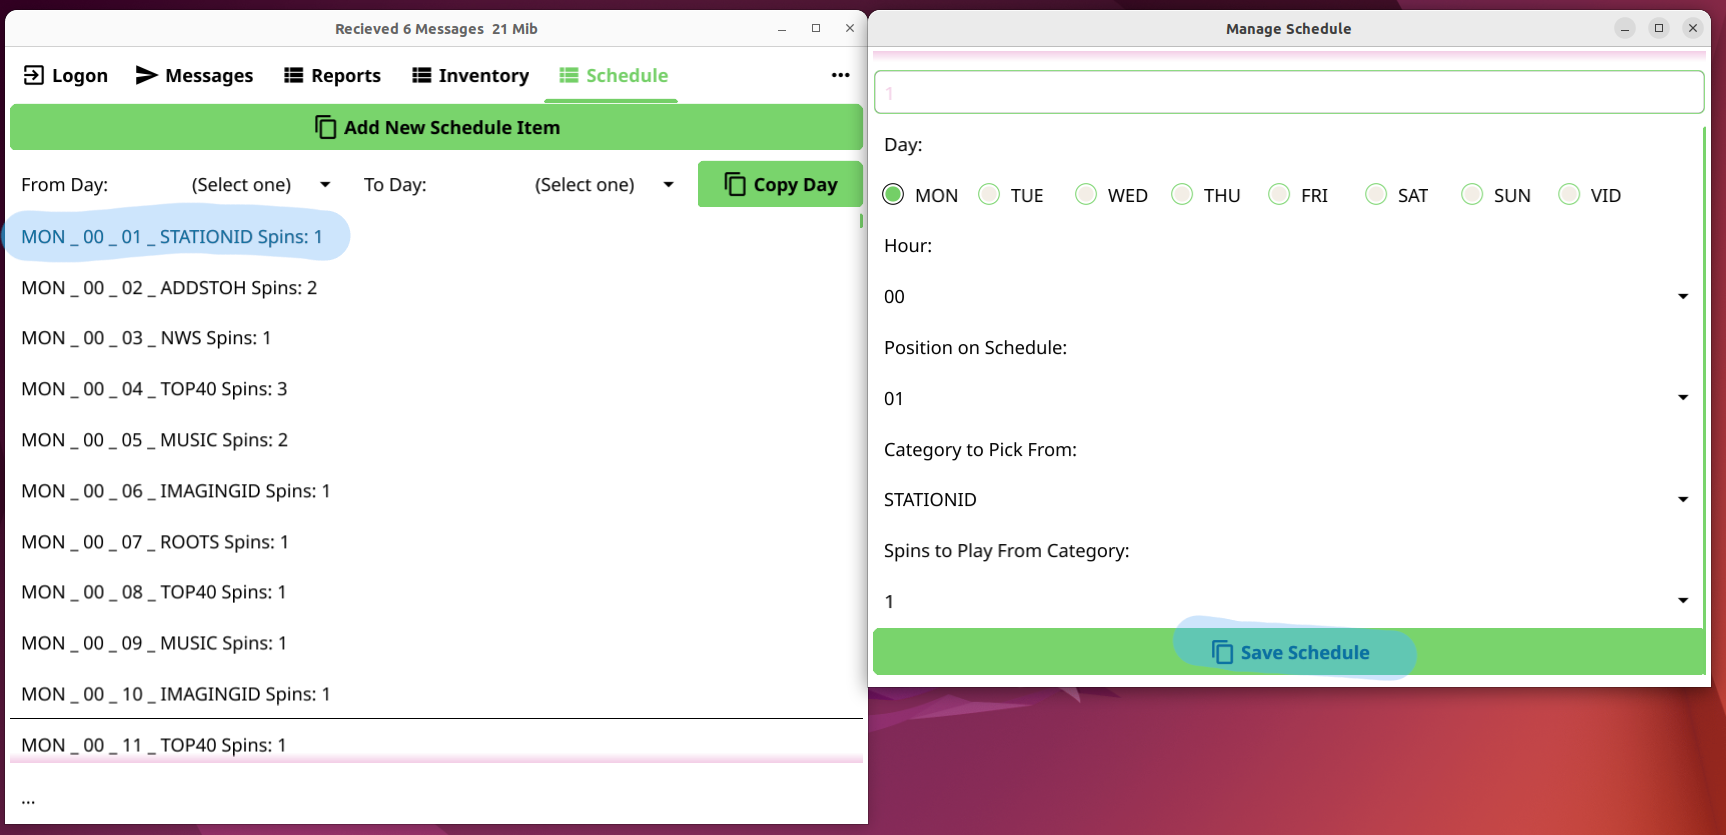 Recieved 6 Messages 21 Mib
Logon Messages Reports Inventory Schedule ...
Add New Schedule Item
From Day: (Select one) To Day: (Select one) Copy Day
MON _ 00 _ 01 _ STATIONID Spins: 1
MON _ 00 _ 02 _ ADDSTOH Spins: 2
MON _ 00 _ 03 _ NWS Spins: 1
MON _ 00 _ 04 _ TOP40 Spins: 3
MON _ 00 _ 05 _ MUSIC Spins: 2
MON _ 00 _ 06 _ IMAGINGID Spins: 1
MON _ 00 _ 07 _ ROOTS Spins: 1
MON _ 00 _ 08 _ TOP40 Spins: 1
MON _ 00 _ 09 _ MUSIC Spins: 1
MON _ 00 _ 10 _ IMAGINGID Spins: 1
MON _ 00 _ 11 _ TOP40 Spins: 1
...
Manage Schedule
1
Day:
MON TUE WED THU FRI SAT SUN VID
Hour:
00
Position on Schedule:
01
Category to Pick From:
STATIONID
Spins to Play From Category:
1
Save Schedule